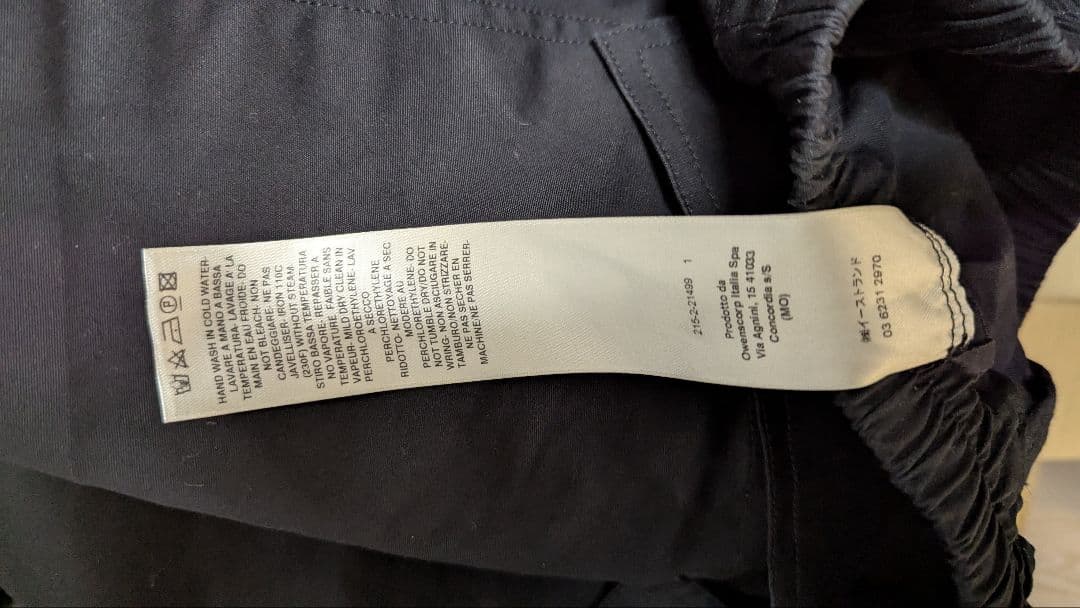 HAND WASH IN COLD WATER-
LAVARE A MANO A BASSA
TEMPERATURA- LAVAGE A LA
MAIN EN EAU FROIDE- DO
NOT BLEACH- NON
CANDEGGIARE- NE PAS
JAVELLISER- IRON 110C
(230F) WITHOUT STEAM-
STIRO BASSA TEMPERATURA
NO VAPORE- REPASSER A
TEMPERATURE FAIBLE SANS
VAPEUR- MILD DRY CLEAN IN
PERCHLOROETHYLENE- LAV
A SECCO
PERCHLORETHYLENE
RIDOTTO- NETTOYAGE A SEC
MODERE AU
PERCHLORETHYLENE- DO
NOT TUMBLE DRY/DO NOT
WRING- NON ASCIUGARE IN
TAMBURO/NON STRIZZARE-
NE PAS SECHER EN
MACHINE/NE PAS SERRER-
215-2-21499 1
Prodotto da
Owenscorp Italia Spa
Via Agnini, 15 41033
Concordia s/S
(MO)
㈱イーストランド
03 6231 2970